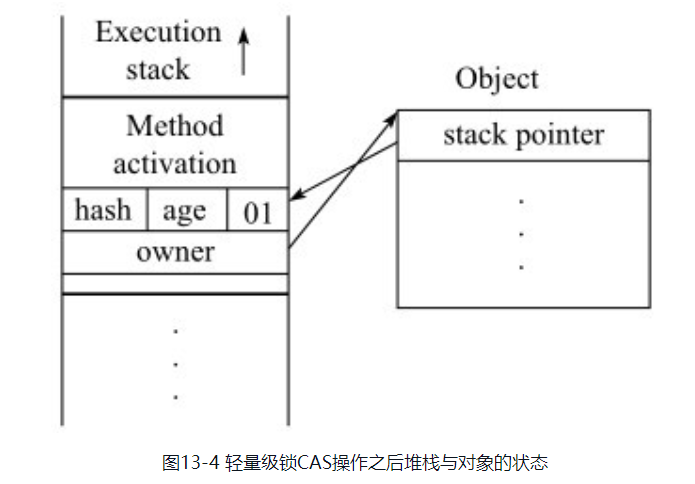 Execution
stack
Method
activation
hash age 01
owner
Object
stack pointer
图13-4 轻量级锁CAS操作之后堆栈与对象的状态